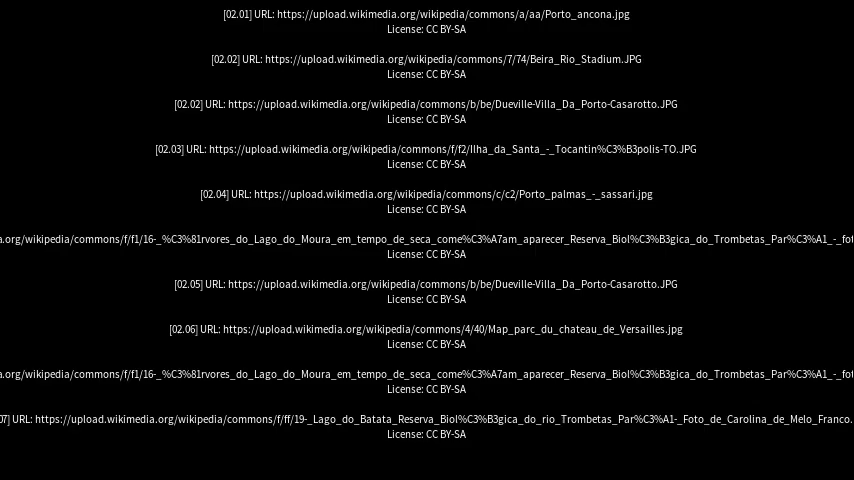 [02.01] URL: https://upload.wikimedia.org/wikipedia/commons/a/aa/Porto_ancona.jpg
License: CC BY-SA
[02.02] URL: https://upload.wikimedia.org/wikipedia/commons/7/74/Beira_Rio_Stadium.JPG
License: CC BY-SA
[02.02] URL: https://upload.wikimedia.org/wikipedia/commons/b/be/Dueville-Villa_Da_Porto-Casarotto.JPG
License: CC BY-SA
[02.03] URL: https://upload.wikimedia.org/wikipedia/commons/f/f2/Ilha_da_Santa_-_Tocantin%C3%B3polis-TO.JPG
License: CC BY-SA
[02.04] URL: https://upload.wikimedia.org/wikipedia/commons/c/c2/Porto_palmas_-_sassari.jpg
License: CC BY-SA
a.org/wikipedia/commons/f/f1/16-_%C3%81rvores_do_Lago_do_Moura_em_tempo_de_seca_come%C3%A7am_aparecer_Reserva_Biol%C3%B3gica_do_Trombetas_Par%C3%A1_-_fot
License: CC BY-SA
[02.05] URL: https://upload.wikimedia.org/wikipedia/commons/b/be/Dueville-Villa_Da_Porto-Casarotto.JPG
License: CC BY-SA
[02.06] URL: https://upload.wikimedia.org/wikipedia/commons/4/40/Map_parc_du_chateau_de_Versailles.jpg
License: CC BY-SA
a.org/wikipedia/commons/f/f1/16-_%C3%81rvores_do_Lago_do_Moura_em_tempo_de_seca_come%C3%A7am_aparecer_Reserva_Biol%C3%B3gica_do_Trombetas_Par%C3%A1_-_fot
License: CC BY-SA
07] URL: https://upload.wikimedia.org/wikipedia/commons/f/ff/19-_Lago_do_Batata_Reserva_Biol%C3%B3gica_do_rio_Trombetas_Par%C3%A1-_Foto_de_Carolina_de_Melo_Franco.
License: CC BY-SA